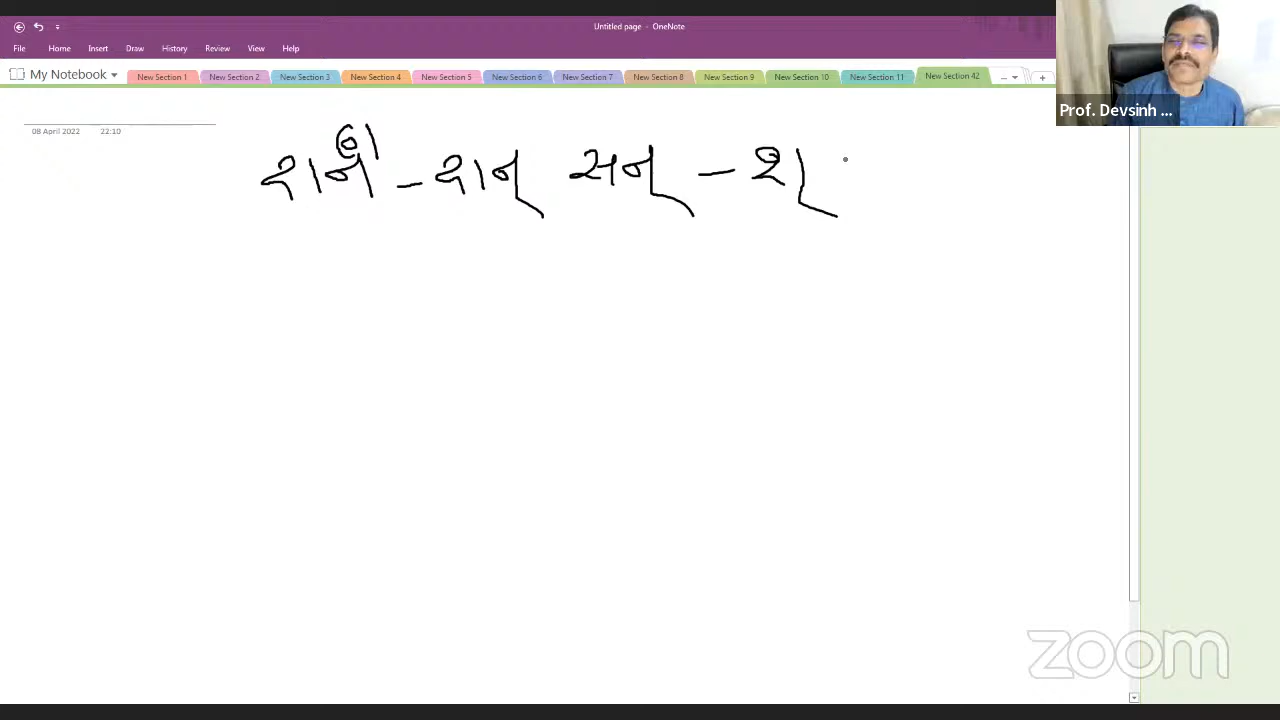 Untitled page - OneNote
File Home Insert Draw History Review View Help
My Notebook New Section 1 New Section 2 New Section 3 New Section 4 New Section 5 New Section 6 New Section 7 New Section 8 New Section 9 New Section 10 New Section 11 New Section 42 ...
Prof. Devsinh ...
08 April 2022 22:10
- સન્ -
zoom